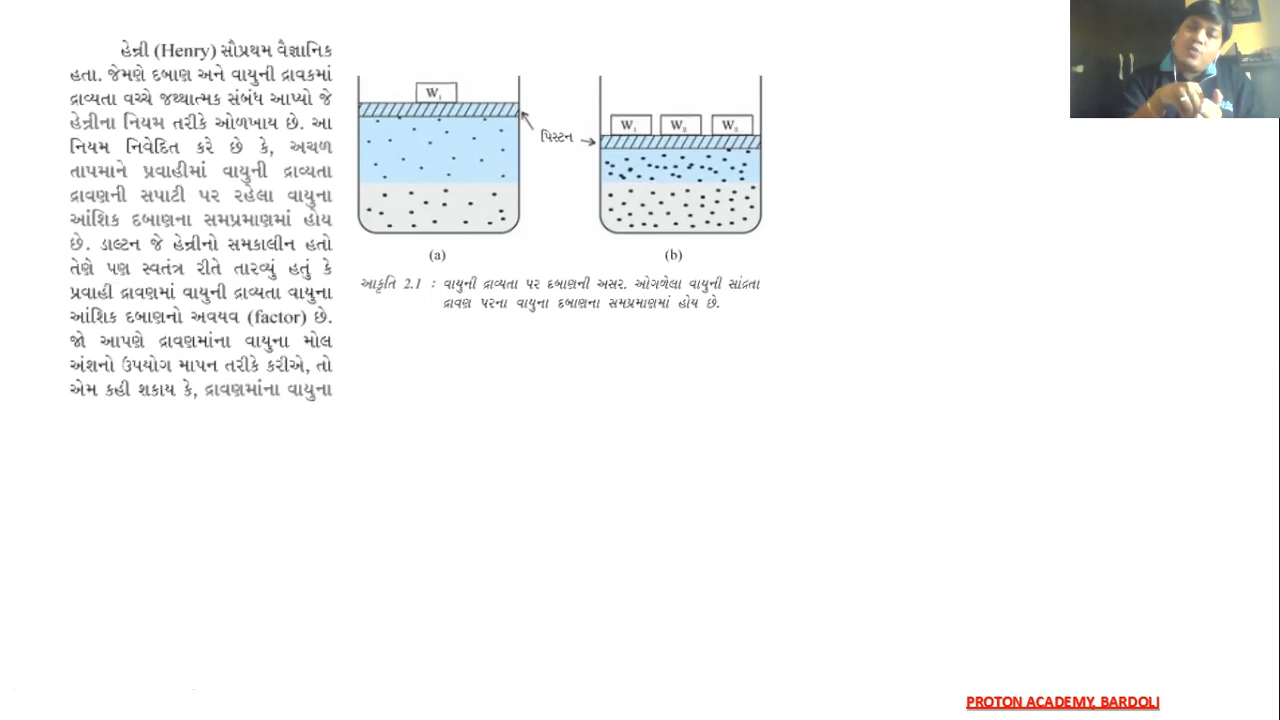 હેન્રી (Henry) સૌપ્રથમ વૈજ્ઞાનિક
હતા. જેમણે દબાણ અને વાયુની દ્રાવકમાં
દ્રાવ્યતા વચ્ચે જથ્થાત્મક સંબંધ આપ્યો જે
હેન્રીના નિયમ તરીકે ઓળખાય છે. આ
નિયમ નિવેદિત કરે છે કે, અચળ
તાપમાને પ્રવાહીમાં વાયુની દ્રાવ્યતા
દ્રાવણની સપાટી પર રહેલા વાયુના
આંશિક દબાણના સમપ્રમાણમાં હોય
છે. ડાલ્ટન જે હેન્રીનો સમકાલીન હતો
તેણે પણ સ્વતંત્ર રીતે તારવ્યું હતું કે
પ્રવાહી દ્રાવણમાં વાયુની દ્રાવ્યતા વાયુના
આંશિક દબાણનો અવયવ (factor) છે.
જો આપણે દ્રાવણમાંના વાયુના મોલ
અંશનો ઉપયોગ માપન તરીકે કરીએ, તો
એમ કહી શકાય કે, દ્રાવણમાંના વાયુના
W₁
પિસ્ટન
W₁ W₂ W₃
(a) (b)
આકૃતિ 2.1 : વાયુની દ્રાવ્યતા પર દબાણની અસર. ઓગળેલા વાયુની સાંદ્રતા
દ્રાવણ પરના વાયુના દબાણના સમપ્રમાણમાં હોય છે.
PROTON ACADEMY, BARDOLI